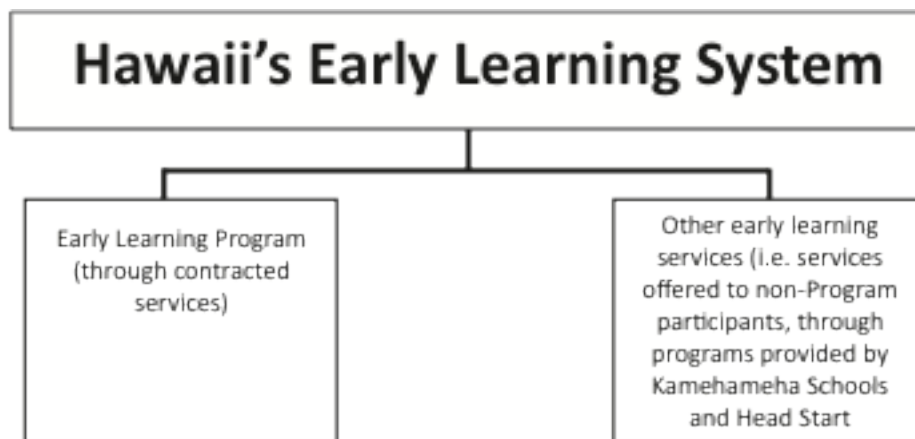 Hawaii's Early Learning System
Early Learning Program
(through contracted
services)
Other early learning
services (i.e. services
offered to non-Program
participants, through
programs provided by
Kamehameha Schools
and Head Start